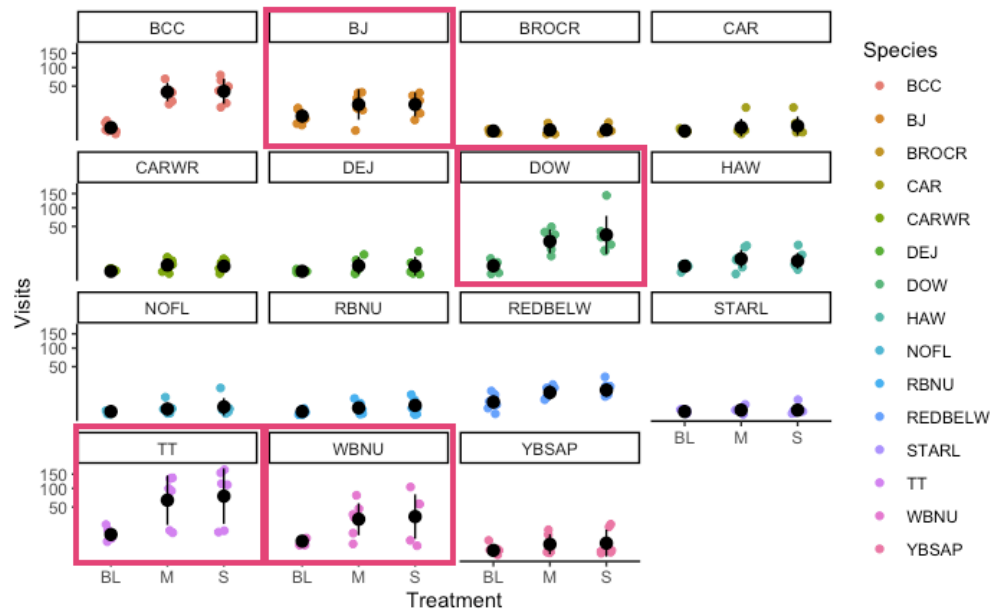 BCC BJ BROCR CAR
Species
150
100
50
BCC
BJ
BROCR
CAR
CARWR
DEJ
DOW
HAW
NOFL
RBNU
REDBELW
STARL
TT
WBNU
YBSAP
CARWR DEJ DOW HAW
150
100
50
Visits
NOFL RBNU REDBELW STARL
150
100
50
BL M S
TT WBNU YBSAP
150
100
50
BL M S BL M S BL M S
Treatment